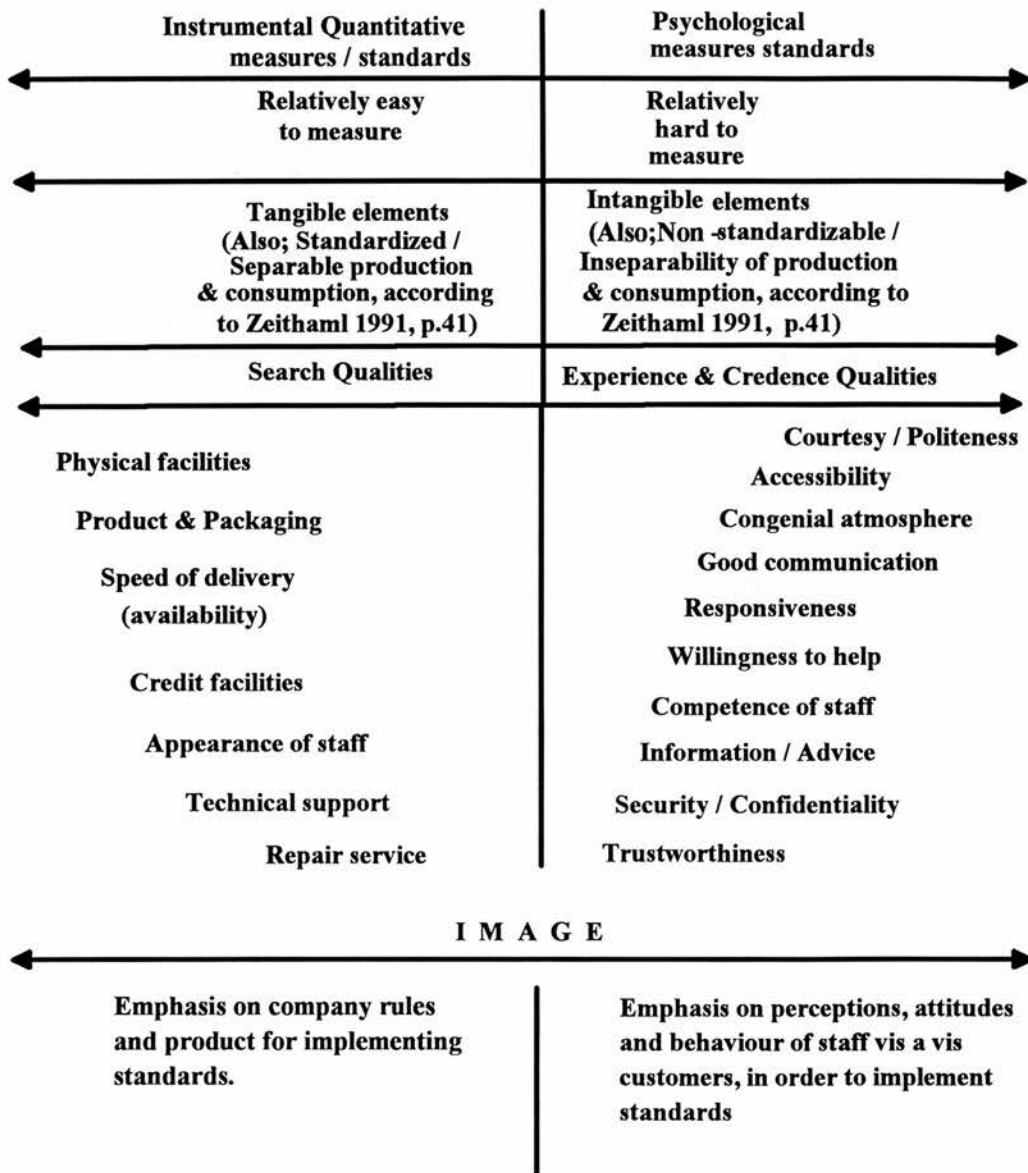 Instrumental Quantitative
measures / standards
Psychological
measures standards
Relatively easy
to measure
Relatively
hard to
measure
Tangible elements
(Also; Standardized /
Separable production
& consumption, according
to Zeithaml 1991, p.41)
Intangible elements
(Also;Non -standardizable /
Inseparability of production
& consumption, according to
Zeithaml 1991, p.41)
Search Qualities
Experience & Credence Qualities
Physical facilities
Product & Packaging
Speed of delivery
(availability)
Credit facilities
Appearance of staff
Technical support
Repair service
Courtesy / Politeness
Accessibility
Congenial atmosphere
Good communication
Responsiveness
Willingness to help
Competence of staff
Information / Advice
Security / Confidentiality
Trustworthiness
I M A G E
Emphasis on company rules
and product for implementing
standards.
Emphasis on perceptions, attitudes
and behaviour of staff vis a vis
customers, in order to implement
standards